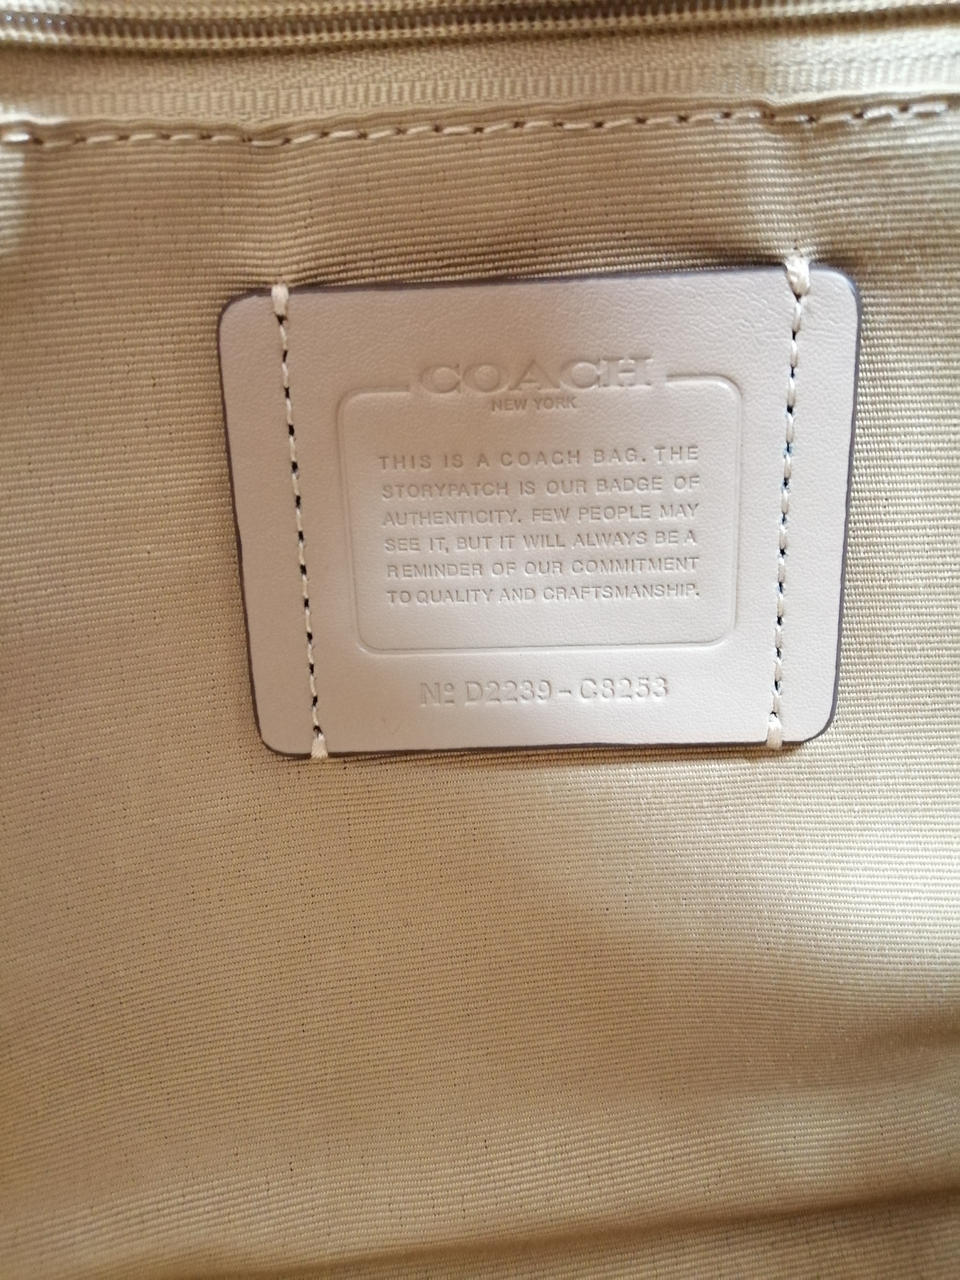 COACH
NEW YORK
THIS IS A COACH BAG. THE
STORYPATCH IS OUR BADGE OF
AUTHENTICITY. FEW PEOPLE MAY
SEE IT, BUT IT WILL ALWAYS BE A
REMINDER OF OUR COMMITMENT
TO QUALITY AND CRAFTSMANSHIP.
Nº D2239-C8253